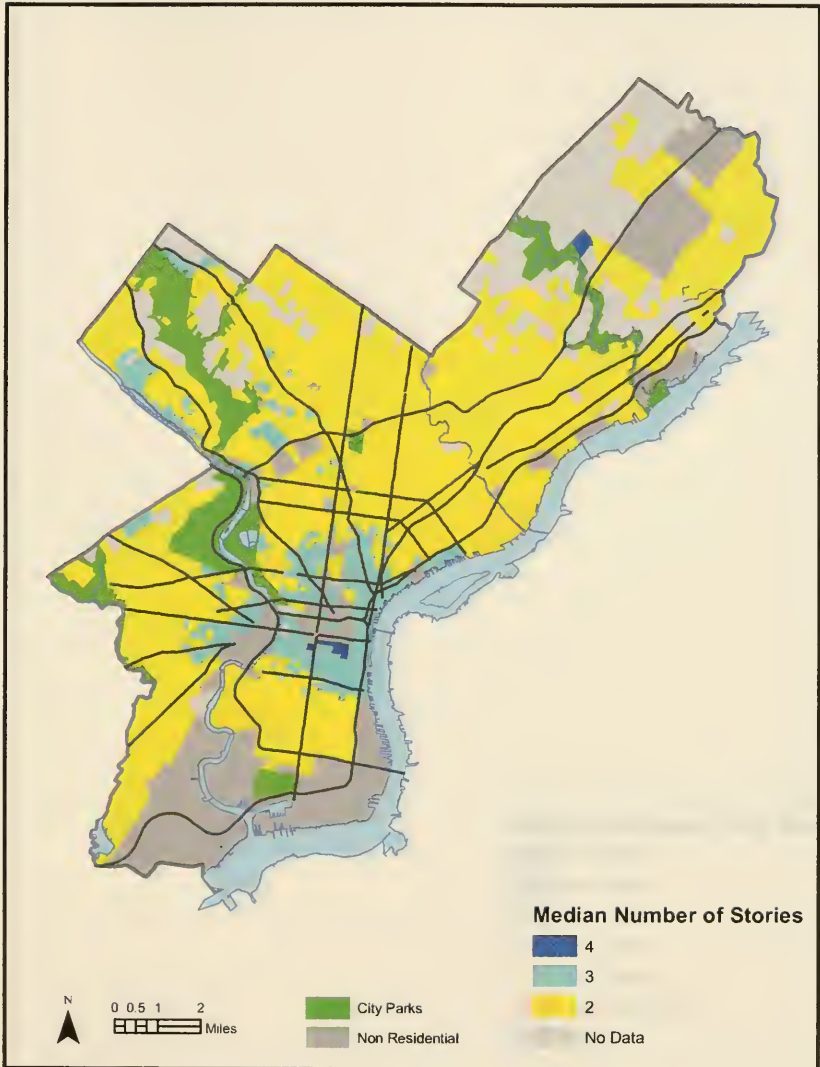 Median Number of Stories
4
3
2
No Data
City Parks
Non Residential
N
0 0.5 1 2
Miles